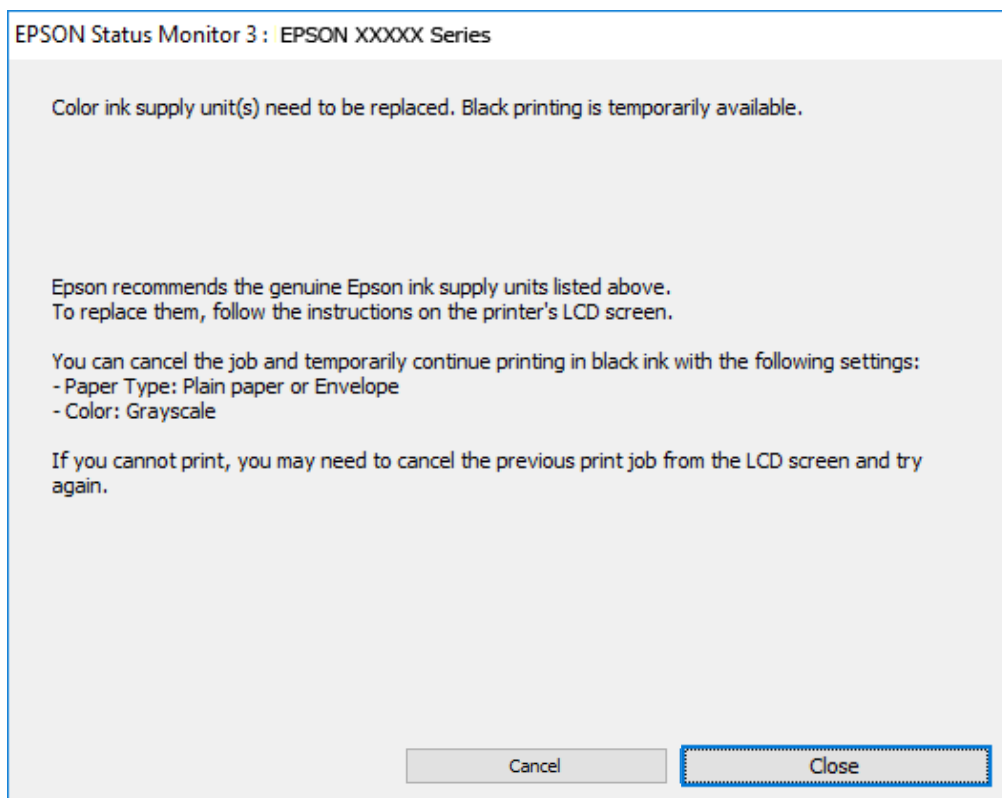 EPSON Status Monitor 3 : EPSON XXXXX Series
Color ink supply unit(s) need to be replaced. Black printing is temporarily available.
Epson recommends the genuine Epson ink supply units listed above.
To replace them, follow the instructions on the printer's LCD screen.
You can cancel the job and temporarily continue printing in black ink with the following settings:
- Paper Type: Plain paper or Envelope
- Color: Grayscale
If you cannot print, you may need to cancel the previous print job from the LCD screen and try
again.
Cancel
Close